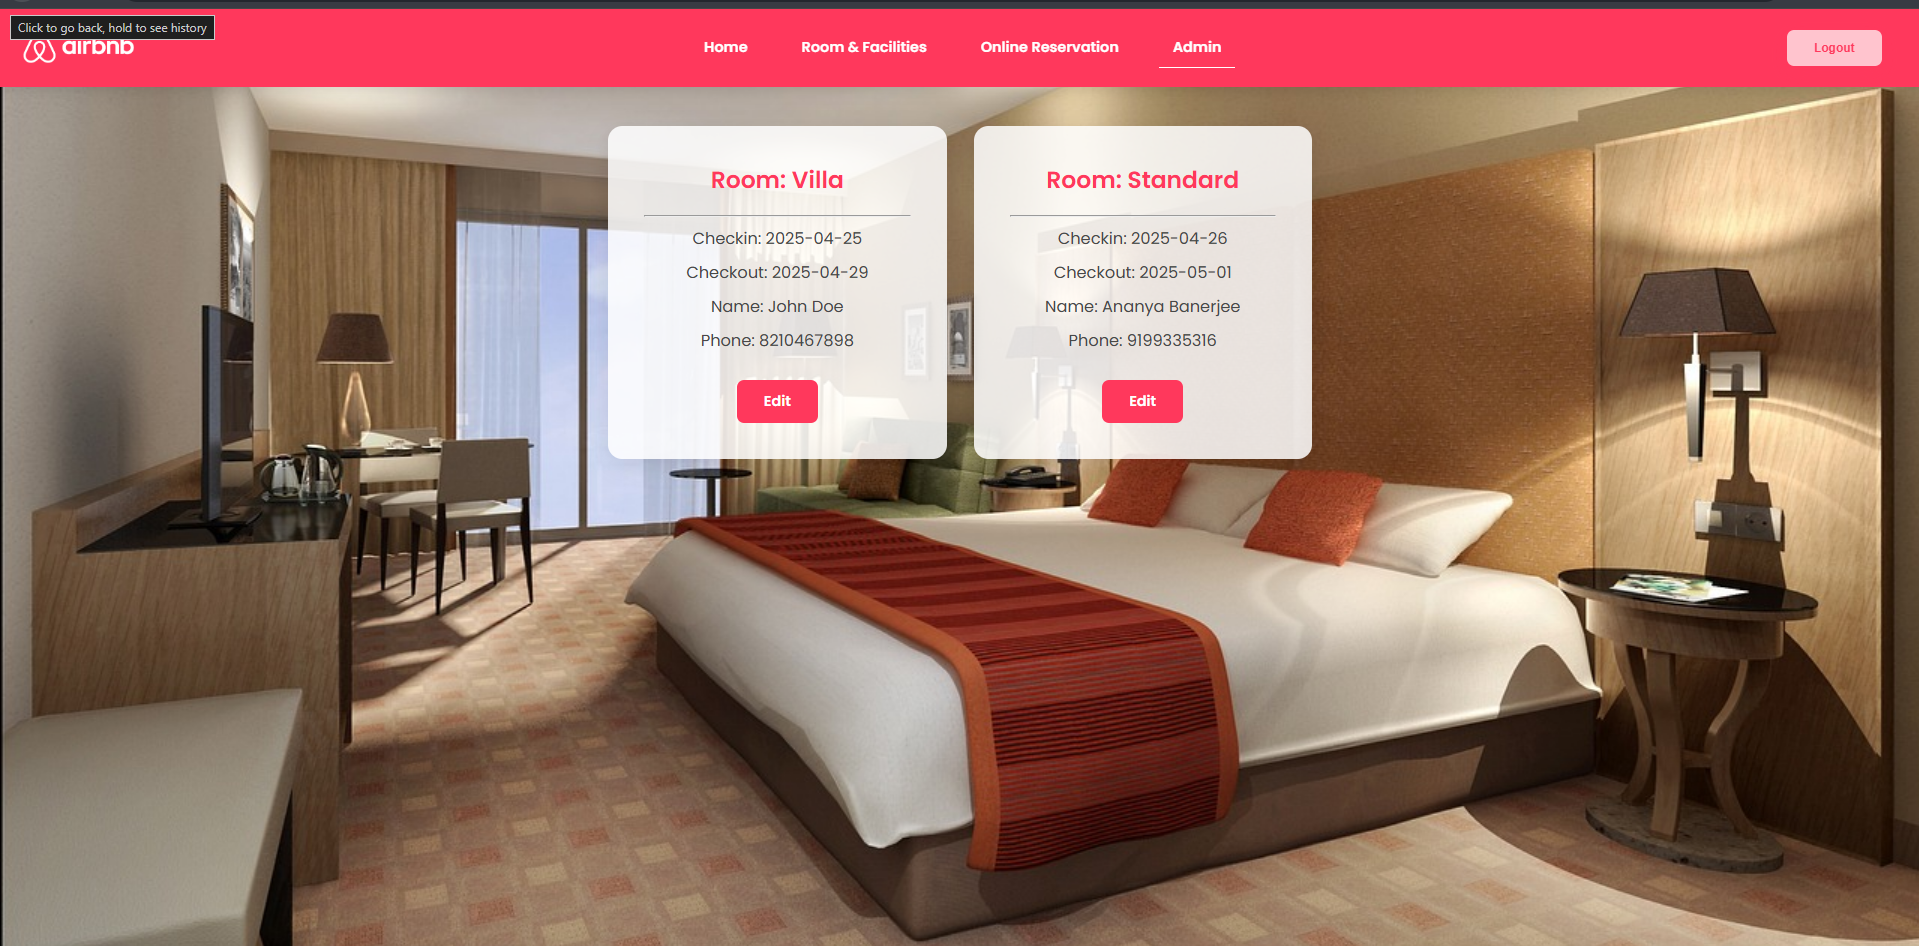 Click to go back, hold to see history
airbnb
Home
Room & Facilities
Online Reservation
Admin
Logout
Room: Villa
Checkin: 2025-04-25
Checkout: 2025-04-29
Name: John Doe
Phone: 8210467898
Edit
Room: Standard
Checkin: 2025-04-26
Checkout: 2025-05-01
Name: Ananya Banerjee
Phone: 9199335316
Edit